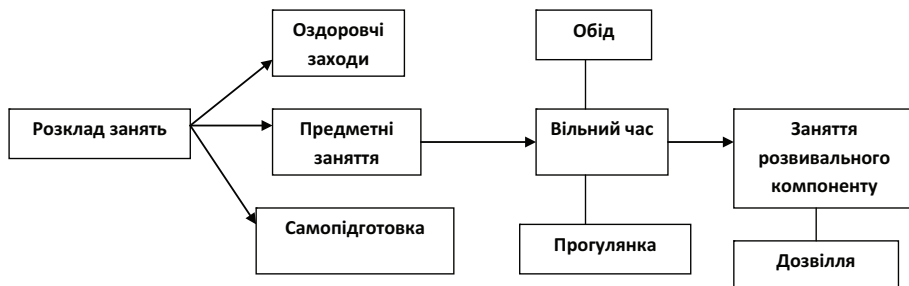 Розклад занять
Оздоровчі
заходи
Предметні
заняття
Самопідготовка
Обід
Вільний час
Прогулянка
Заняття
розвивального
компоненту
Дозвілля